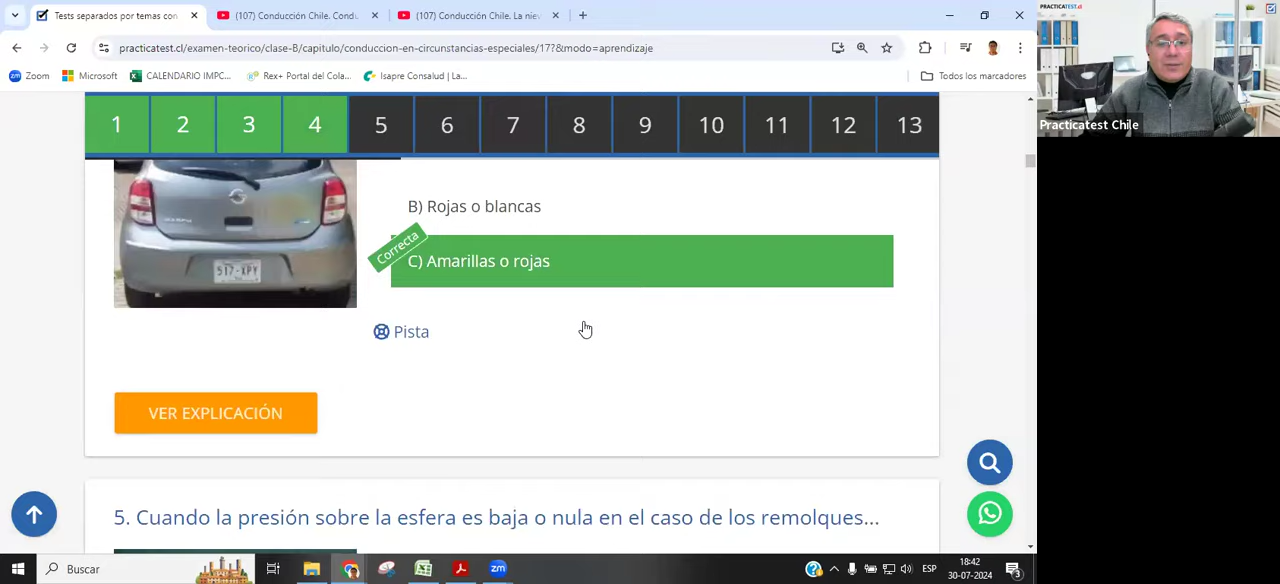 Tests separados por temas con
(107) Conducción Chile. C
(107) Conducción Chile. La niev
practicatest.cl/examen-teorico/clase-B/capitulo/conduccion-en-circunstancias-especiales/177&modo=aprendizaje
Zoom
Microsoft
CALENDARIO IMPC...
Rex+ Portal del Col
Isapre Consalud |
Todos los marcadores
PRACTICATEST.cl
Practicatest Chile
1 2 3 4 5 6 7 8 9 10 11 12 13
B) Rojas o blancas
Correcta
C) Amarillas o rojas
Pista
VER EXPLICACIÓN
5. Cuando la presión sobre la esfera es baja o nula en el caso de los remolques...
Buscar
ESP
18:42
30-07-2024